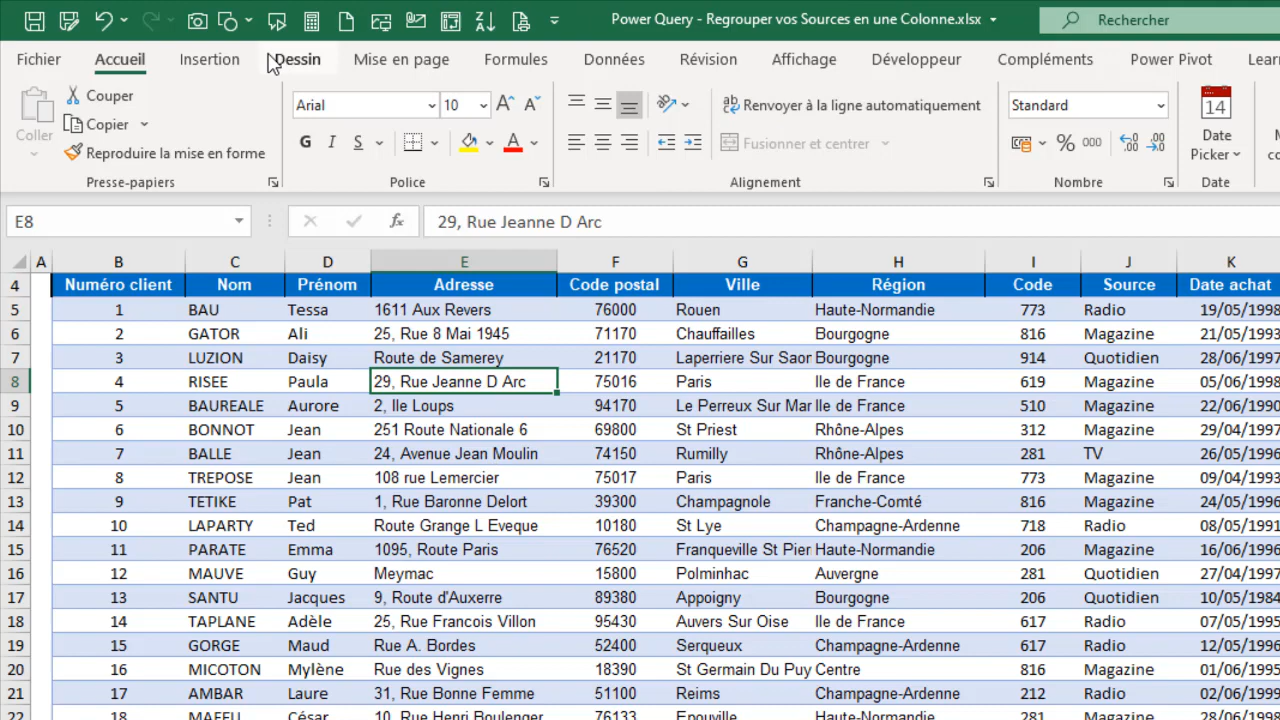 Power Query - Regrouper vos Sources en une Colonne.xlsx
Rechercher
Fichier Accueil Insertion Dessin Mise en page Formules Données Révision Affichage Développeur Compléments Power Pivot Learn
Coller
Couper
Copier
Reproduire la mise en forme
Presse-papiers
Arial 10
G I S
Police
Renvoyer à la ligne automatiquement
Fusionner et centrer
Alignement
Standard
% 000
Nombre
14
Date
Picker
Date
E8 fx 29, Rue Jeanne D Arc
A B C D E F G H I J K
4 Numéro client Nom Prénom Adresse Code postal Ville Région Code Source Date achat
5 1 BAU Tessa 1611 Aux Revers 76000 Rouen Haute-Normandie 773 Radio 19/05/1998
6 2 GATOR Ali 25, Rue 8 Mai 1945 71170 Chauffailles Bourgogne 816 Magazine 21/05/1993
7 3 LUZION Daisy Route de Samerey 21170 Laperriere Sur Saor Bourgogne 914 Quotidien 28/06/1997
8 4 RISEE Paula 29, Rue Jeanne D Arc 75016 Paris Ile de France 619 Magazine 05/06/1998
9 5 BAUREALE Aurore 2, Ile Loups 94170 Le Perreux Sur Mar Ile de France 510 Magazine 22/06/1990
10 6 BONNOT Jean 251 Route Nationale 6 69800 St Priest Rhône-Alpes 312 Magazine 29/04/1997
11 7 BALLE Jean 24, Avenue Jean Moulin 74150 Rumilly Rhône-Alpes 281 TV 26/05/1996
12 8 TREPOSE Jean 108 rue Lemercier 75017 Paris Ile de France 773 Magazine 09/04/1993
13 9 TETIKE Pat 1, Rue Baronne Delort 39300 Champagnole Franche-Comté 816 Magazine 24/05/1996
14 10 LAPARTY Ted Route Grange L Eveque 10180 St Lye Champagne-Ardenne 718 Radio 08/05/1991
15 11 PARATE Emma 1095, Route Paris 76520 Franqueville St Pier Haute-Normandie 206 Magazine 16/06/1996
16 12 MAUVE Guy Meymac 15800 Polminhac Auvergne 281 Quotidien 27/04/1997
17 13 SANTU Jacques 9, Route d'Auxerre 89380 Appoigny Bourgogne 206 Quotidien 10/05/1984
18 14 TAPLANE Adèle 25, Rue Francois Villon 95430 Auvers Sur Oise Ile de France 617 Radio 07/05/1995
19 15 GORGE Maud Rue A. Bordes 52400 Serqueux Champagne-Ardenne 617 Radio 12/05/1996
20 16 MICOTON Mylène Rue des Vignes 18390 St Germain Du Puy Centre 816 Magazine 01/06/1995
21 17 AMBAR Laure 31, Rue Bonne Femme 51100 Reims Champagne-Ardenne 212 Radio 02/06/1999
22 18 César 10, Rue Henri Boulenger 76133 Epouville Haute-Normandie 498 Magazine 28/06/1998